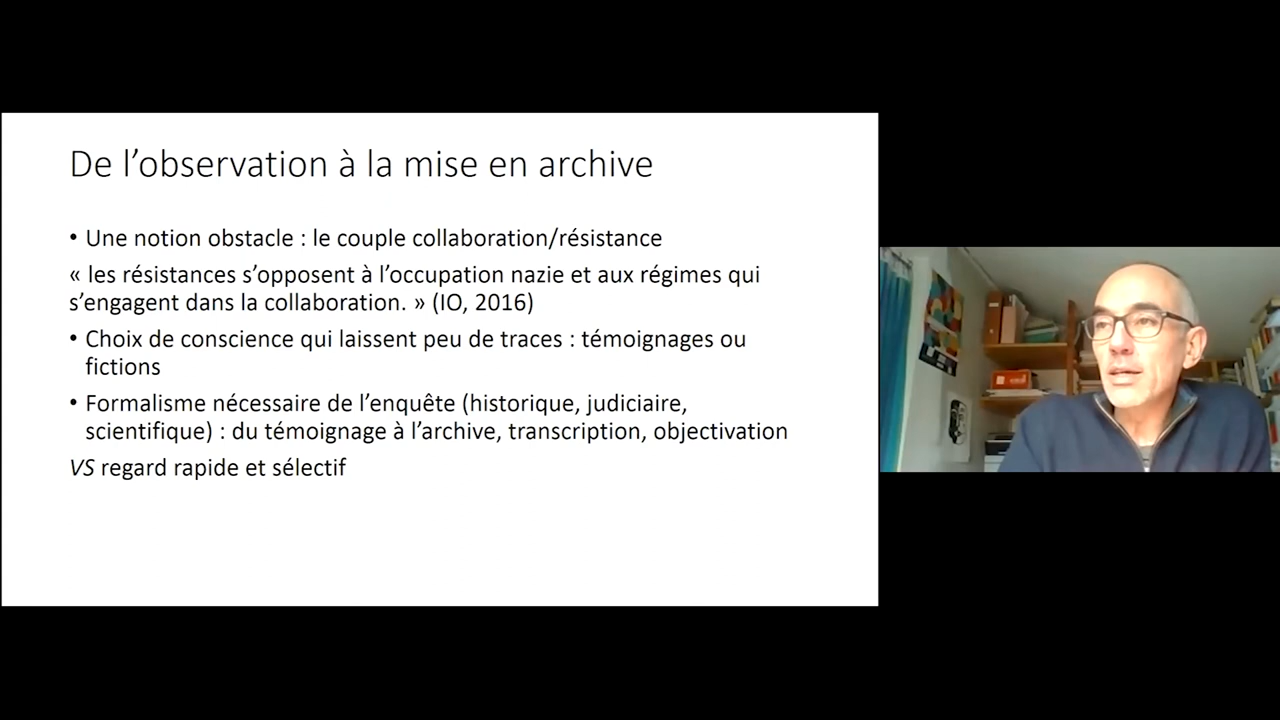 De l’observation à la mise en archive
• Une notion obstacle : le couple collaboration/résistance
« les résistances s’opposent à l’occupation nazie et aux régimes qui
s’engagent dans la collaboration. » (IO, 2016)
• Choix de conscience qui laissent peu de traces : témoignages ou
fictions
• Formalisme nécessaire de l’enquête (historique, judiciaire,
scientifique) : du témoignage à l’archive, transcription, objectivation
VS regard rapide et sélectif